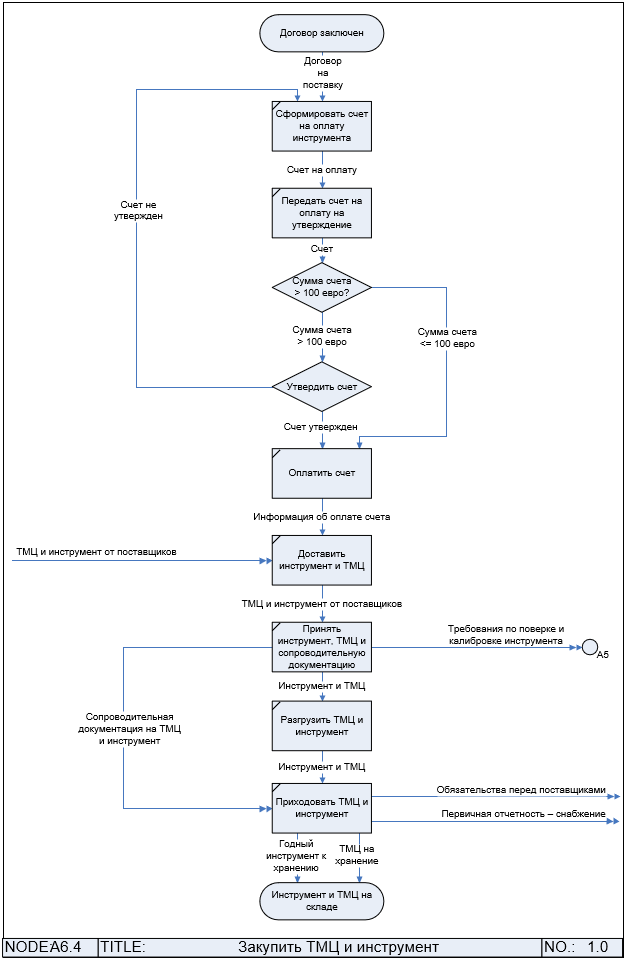 Договор заключен
Договор
на
поставку
Сформировать счет
на оплату
инструмента
Счет на оплату
Счет не
утвержден
Передать счет на
оплату на
утверждение
Счет
Сумма счета
> 100 евро?
Сумма счета
> 100 евро
Сумма счета
<= 100 евро
Утвердить счет
Счет утвержден
Оплатить счет
Информация об оплате счета
ТМЦ и инструмент от поставщиков
Доставить
инструмент и ТМЦ
ТМЦ и инструмент от поставщиков
Принять
инструмент, ТМЦ и
сопроводительную
документацию
Требования по поверке и
калибровке инструмента
А5
Инструмент и ТМЦ
Сопроводительная
документация на ТМЦ
и инструмент
Разгрузить ТМЦ и
инструмент
Инструмент и ТМЦ
Приходовать ТМЦ и
инструмент
Обязательства перед поставщиками
Первичная отчетность – снабжение
Годный
инструмент к
хранению
ТМЦ на
хранение
Инструмент и ТМЦ на
складе
NODEA6.4 TITLE: Закупить ТМЦ и инструмент NO.: 1.0